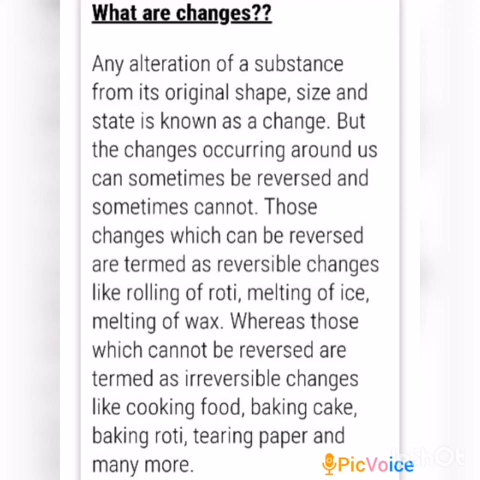 What are changes??
Any alteration of a substance
from its original shape, size and
state is known as a change. But
the changes occurring around us
can sometimes be reversed and
sometimes cannot. Those
changes which can be reversed
are termed as reversible changes
like rolling of roti, melting of ice,
melting of wax. Whereas those
which cannot be reversed are
termed as irreversible changes
like cooking food, baking cake,
baking roti, tearing paper and
many more.
PicVoice